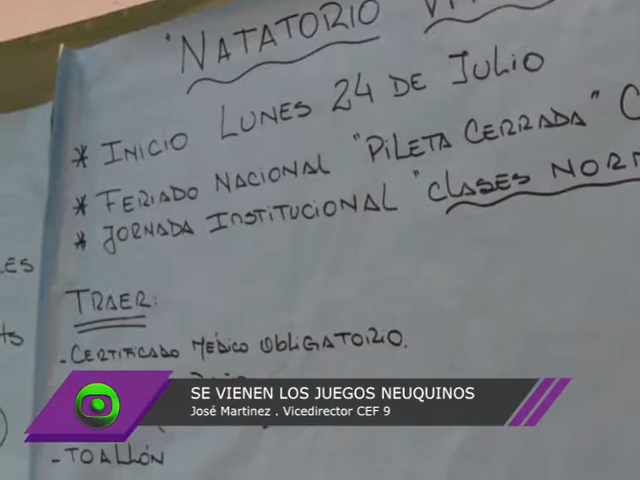 "NATATORIO
* INICIO LUNES 24 DE JULIO
* FERIADO NACIONAL "PILETA CERRADA"
* JORNADA INSTITUCIONAL "CLASES
TRAER:
- CERTIFICADO MÉDICO OBLIGATORIO.
SE VIENEN LOS JUEGOS NEUQUINOS
José Martinez . Vicedirector CEF 9
- TOALLÓN